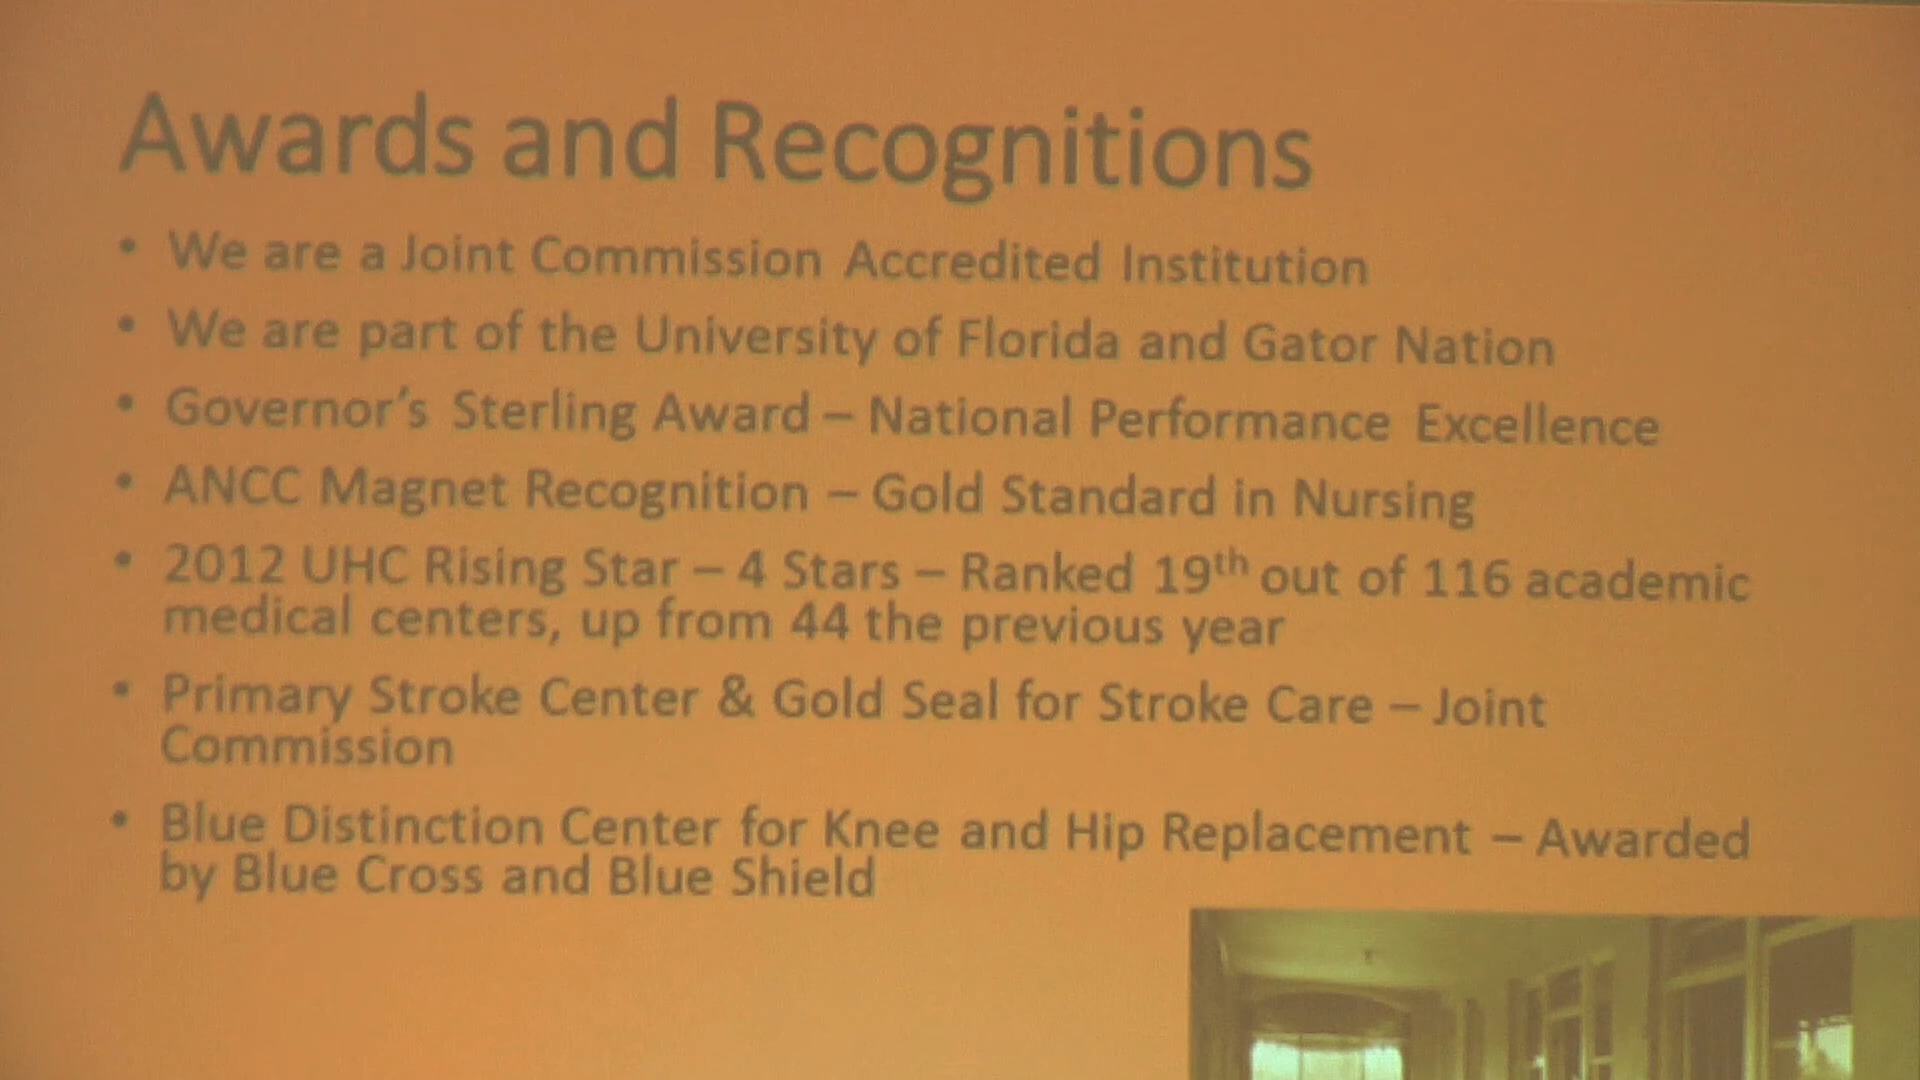 Awards and Recognitions
• We are a Joint Commission Accredited Institution
• We are part of the University of Florida and Gator Nation
• Governor's Sterling Award – National Performance Excellence
• ANCC Magnet Recognition – Gold Standard in Nursing
• 2012 UHC Rising Star – 4 Stars – Ranked 19th out of 116 academic
medical centers, up from 44 the previous year
• Primary Stroke Center & Gold Seal for Stroke Care – Joint
Commission
• Blue Distinction Center for Knee and Hip Replacement – Awarded
by Blue Cross and Blue Shield